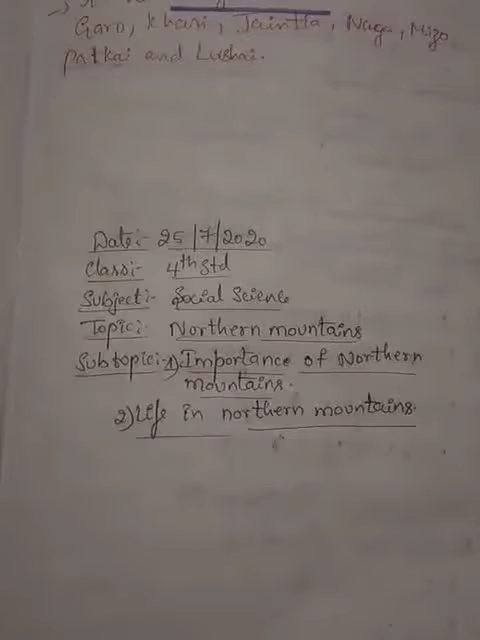 Garo, Khasi, Jaintia, Naga, Mizo
Patkai and Lushai.
Date:- 25/7/2020
Class:- 4th Std
Subject:- Social Science
Topic:- Northern mountains
Subtopic:-1) Importance of Northern
mountains.
2) Life in northern mountains.